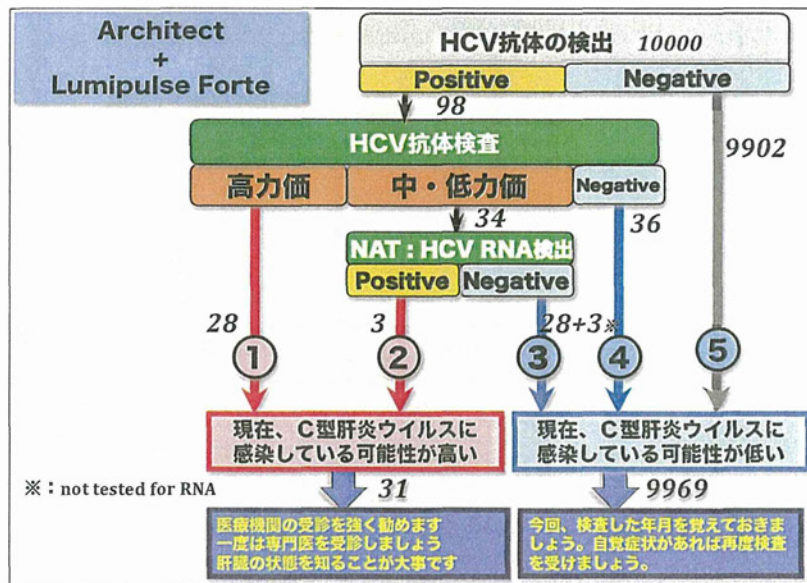 Architect
+
Lumipulse Forte
HCV抗体の検出 10000
Positive Negative
98
9902
HCV抗体検査
高力価 中・低力価 Negative
34
36
NAT : HCV RNA検出
Positive Negative
28 3 28+3※
① ② ③ ④ ⑤
現在、C型肝炎ウイルスに
感染している可能性が高い
現在、C型肝炎ウイルスに
感染している可能性が低い
※ : not tested for RNA
31
9969
医療機関の受診を強く勧めます
一度は専門医を受診しましょう
肝臓の状態を知ることが大事です
今回、検査した年月を覚えておきま
しょう。自覚症状があれば再度検査
を受けましょう。